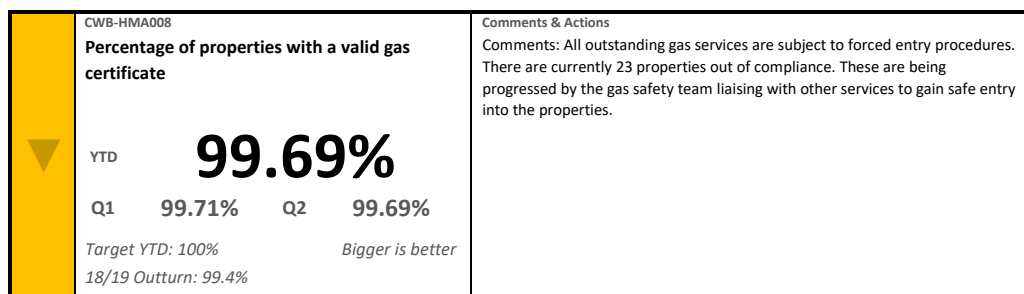 CWB-HMA008
Percentage of properties with a valid gas
certificate
YTD 99.69%
Q1 99.71% Q2 99.69%
Target YTD: 100% Bigger is better
18/19 Outturn: 99.4%
Comments & Actions
Comments: All outstanding gas services are subject to forced entry procedures.
There are currently 23 properties out of compliance. These are being
progressed by the gas safety team liaising with other services to gain safe entry
into the properties.